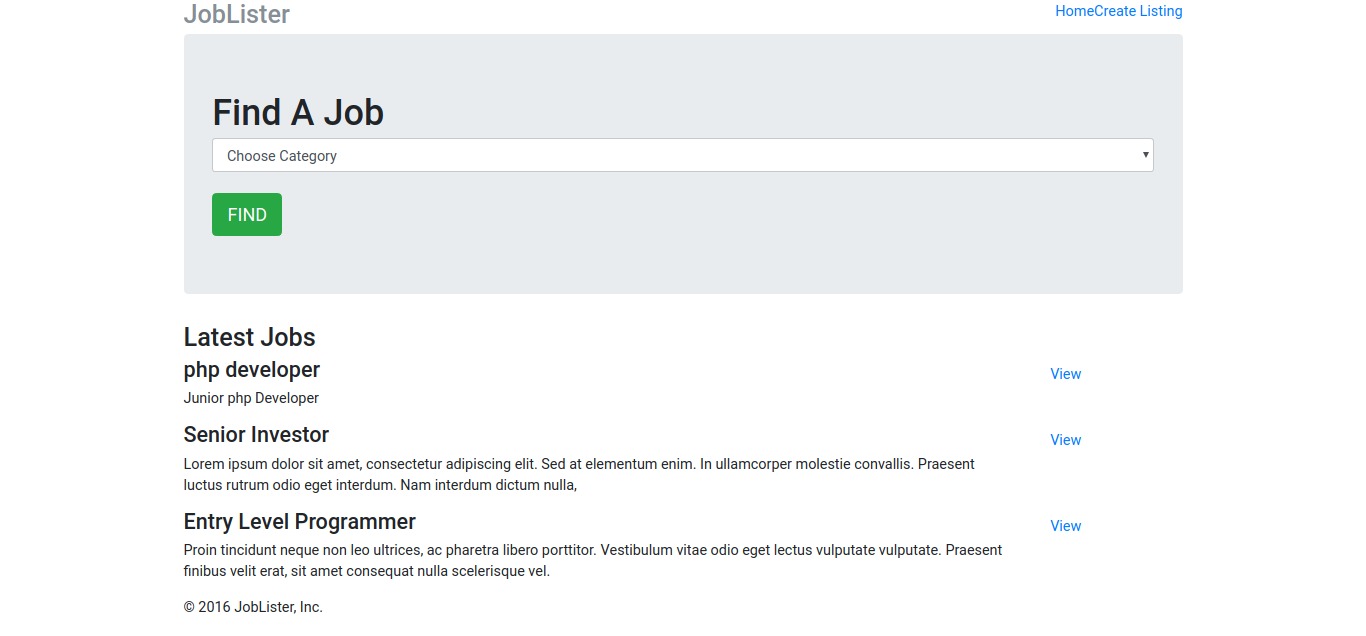 JobLister
HomeCreate Listing
Find A Job
Choose Category
FIND
Latest Jobs
php developer
View
Junior php Developer
Senior Investor
View
Lorem ipsum dolor sit amet, consectetur adipiscing elit. Sed at elementum enim. In ullamcorper molestie convallis. Praesent
luctus rutrum odio eget interdum. Nam interdum dictum nulla,
Entry Level Programmer
View
Proin tincidunt neque non leo ultrices, ac pharetra libero porttitor. Vestibulum vitae odio eget lectus vulputate vulputate. Praesent
finibus velit erat, sit amet consequat nulla scelerisque vel.
© 2016 JobLister, Inc.